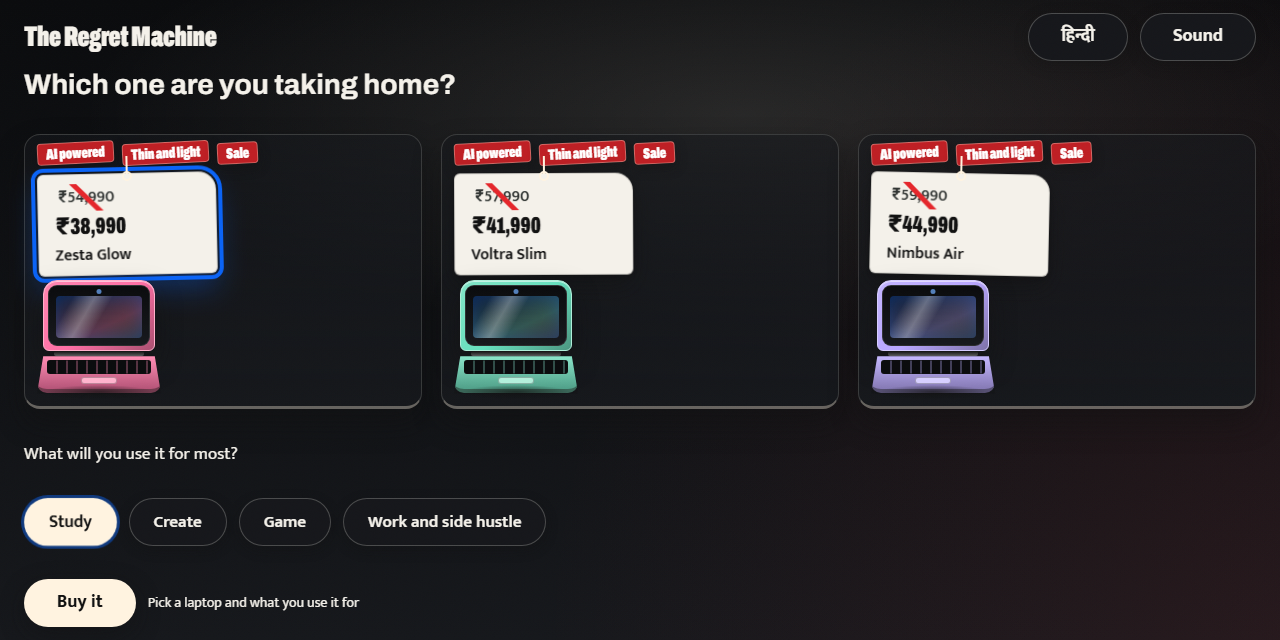 The Regret Machine
हिन्दी
Sound
Which one are you taking home?
AI powered
Thin and light
Sale
₹54,990
₹38,990
Zesta Glow
AI powered
Thin and light
Sale
₹57,990
₹41,990
Voltra Slim
AI powered
Thin and light
Sale
₹59,990
₹44,990
Nimbus Air
What will you use it for most?
Study
Create
Game
Work and side hustle
Buy it
Pick a laptop and what you use it for